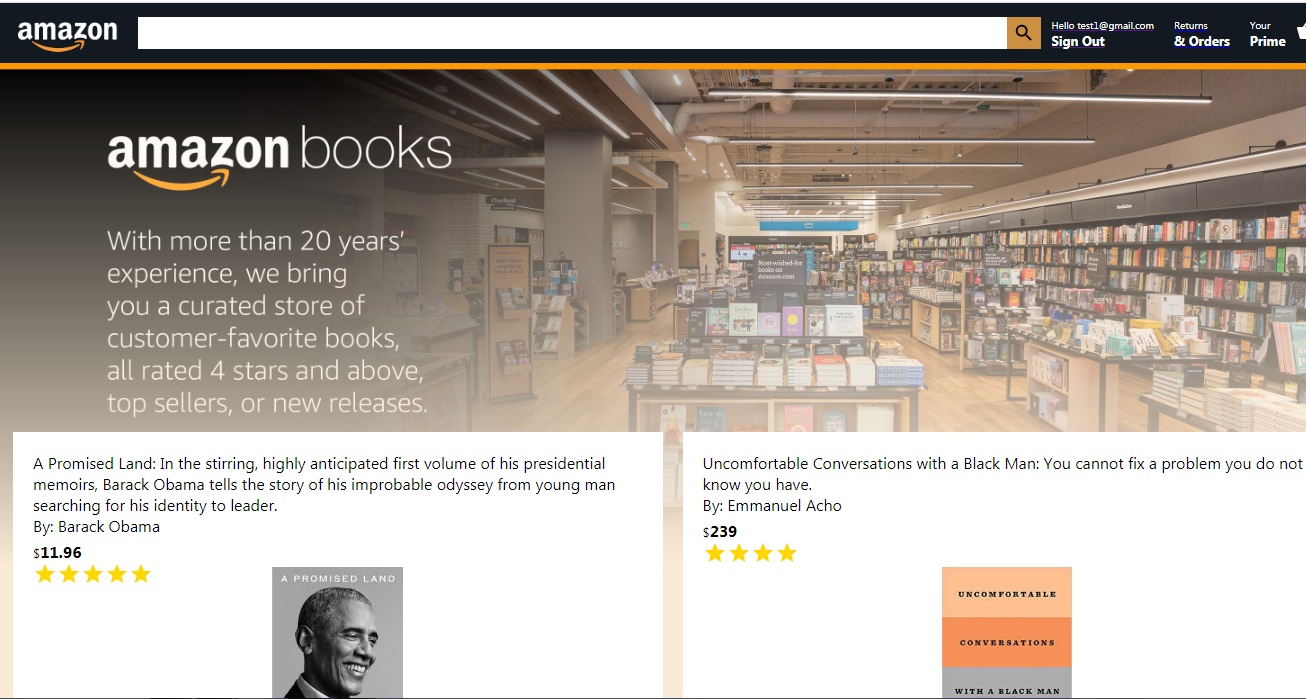 amazon
Hello test1@gmail.com
Sign Out
Returns
& Orders
Your
Prime
amazon books
With more than 20 years'
experience, we bring
you a curated store of
customer-favorite books,
all rated 4 stars and above,
top sellers, or new releases.
Checkout
Most-wished-for
books on
Amazon.com
A Promised Land: In the stirring, highly anticipated first volume of his presidential
memoirs, Barack Obama tells the story of his improbable odyssey from young man
searching for his identity to leader.
By: Barack Obama
$11.96
A PROMISED LAND
Uncomfortable Conversations with a Black Man: You cannot fix a problem you do not
know you have.
By: Emmanuel Acho
$239
UNCOMFORTABLE
CONVERSATIONS
WITH A BLACK MAN